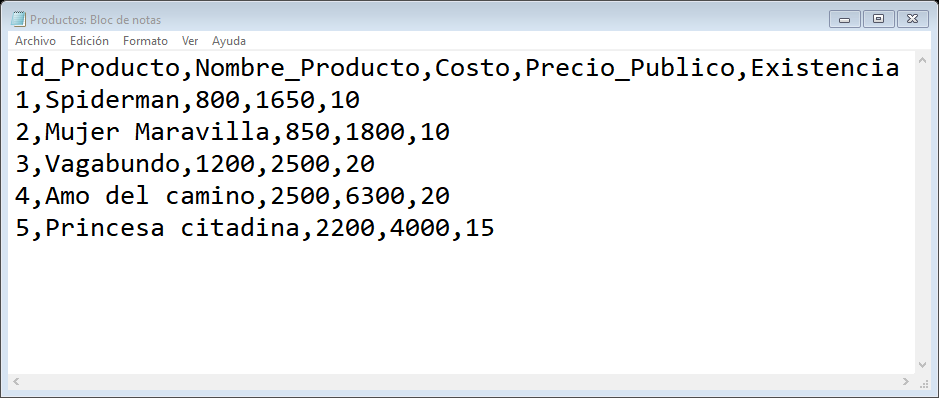 Productos: Bloc de notas
Archivo Edición Formato Ver Ayuda
Id_Producto,Nombre_Producto,Costo,Precio_Publico,Existencia
1,Spiderman,800,1650,10
2,Mujer Maravilla,850,1800,10
3,Vagabundo,1200,2500,20
4,Amo del camino,2500,6300,20
5,Princesa citadina,2200,4000,15